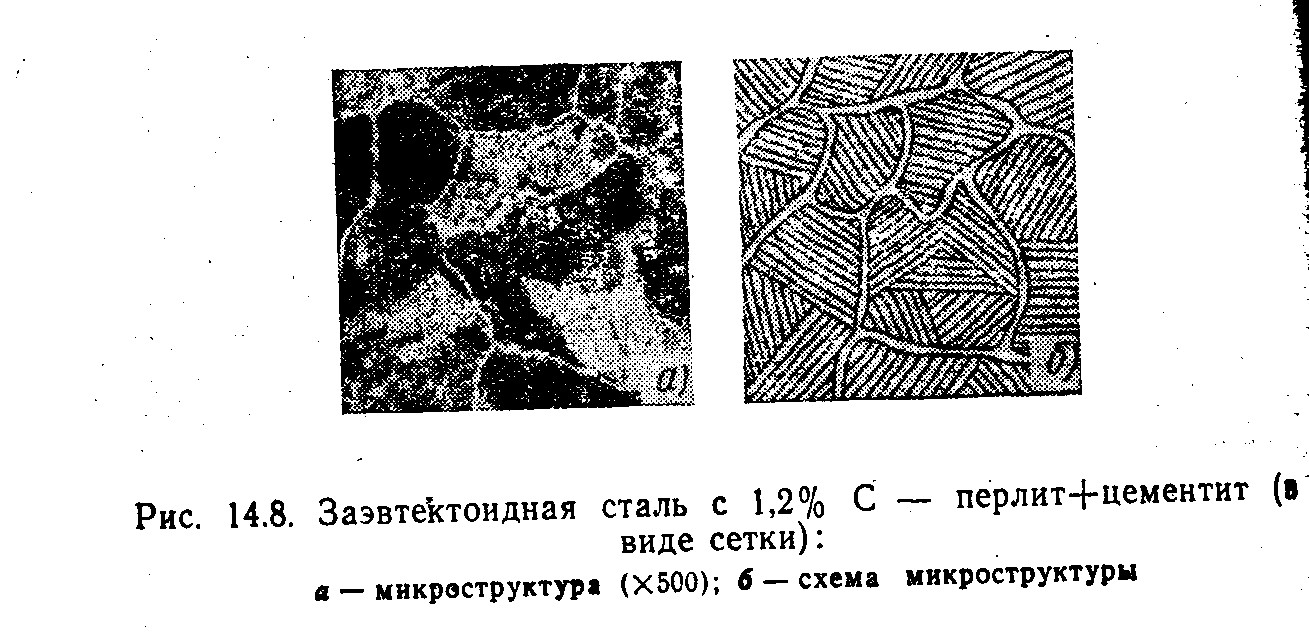 а)
б)
Рис. 14.8. Заэвтектоидная сталь с 1,2% С — перлит+цементит (в
виде сетки):
а — микроструктура (×500); б — схема микроструктуры